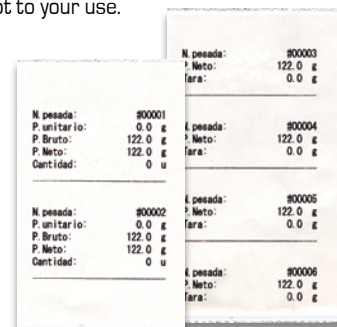 ot to your use.
N. pesada: #00001
P. unitario: 0.0 g
P. Bruto: 122.0 g
P. Neto: 122.0 g
Cantidad: 0 u
N. pesada: #00002
P. unitario: 0.0 g
P. Bruto: 122.0 g
P. Neto: 122.0 g
Cantidad: 0 u
N. pesada: #00003
P. Neto: 122.0 g
Tara: 0.0 g
N. pesada: #00004
P. Neto: 122.0 g
Tara: 0.0 g
N. pesada: #00005
P. Neto: 122.0 g
Tara: 0.0 g
N. pesada: #00006
P. Neto: 122.0 g
Tara: 0.0 g